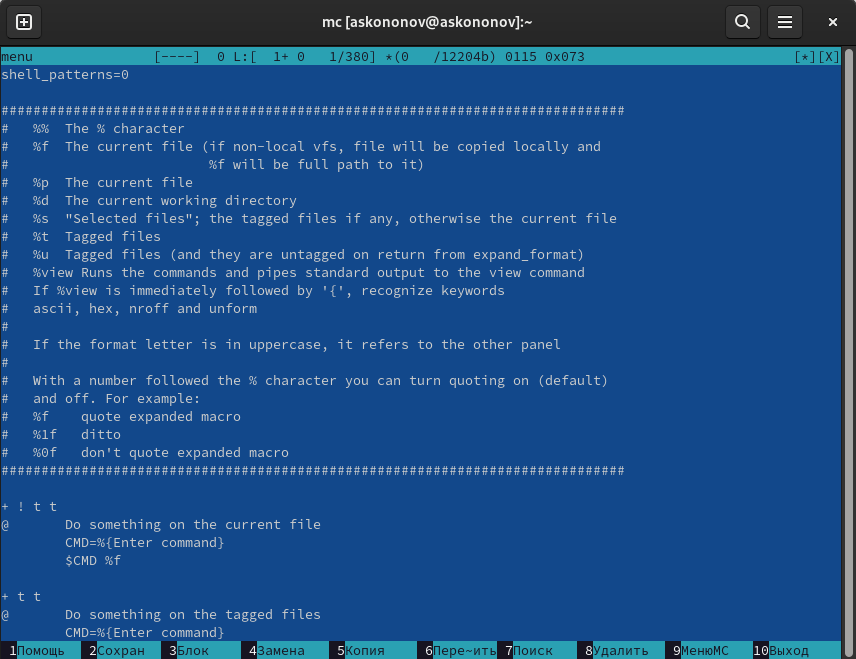 mc [askononov@askononov]:~
menu               [----]  0 L:[  1+ 0   1/380] *(0   /12204b) 0115 0x073                          [*][X]
shell_patterns=0
##############################################################################
#   %%  The % character
#   %f  The current file (if non-local vfs, file will be copied locally and
#                         %f will be full path to it)
#   %p  The current file
#   %d  The current working directory
#   %s  "Selected files"; the tagged files if any, otherwise the current file
#   %t  Tagged files
#   %u  Tagged files (and they are untagged on return from expand_format)
#   %view Runs the commands and pipes standard output to the view command
#   If %view is immediately followed by '{', recognize keywords
#   ascii, hex, nroff and unform
#
#   If the format letter is in uppercase, it refers to the other panel
#
#   With a number followed the % character you can turn quoting on (default)
#   and off. For example:
#   %f    quote expanded macro
#   %1f   ditto
#   %0f   don't quote expanded macro
##############################################################################
+ ! t t
@       Do something on the current file
        CMD=%{Enter command}
        $CMD %f
+ t t
@       Do something on the tagged files
        CMD=%{Enter command}
1Помощь 2Сохран 3Блок 4Замена 5Копия 6Пере~ить 7Поиск 8Удалить 9МенюMC 10Выход